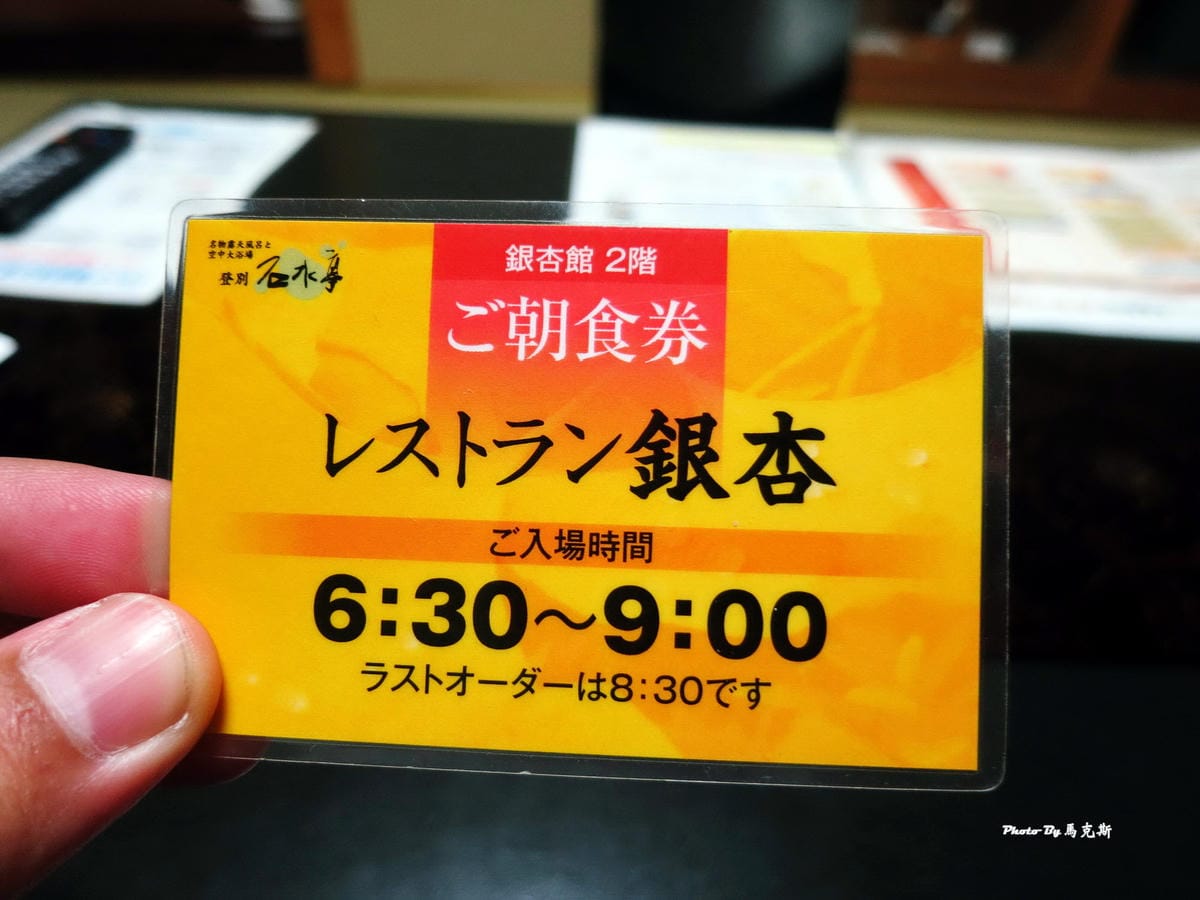 名物露天風呂と
空中大浴場
登別 石水亭
銀杏館 2階
ご朝食券
レストラン銀杏
ご入場時間
6:30~9:00
ラストオーダーは8:30です
Photo By 馬克斯